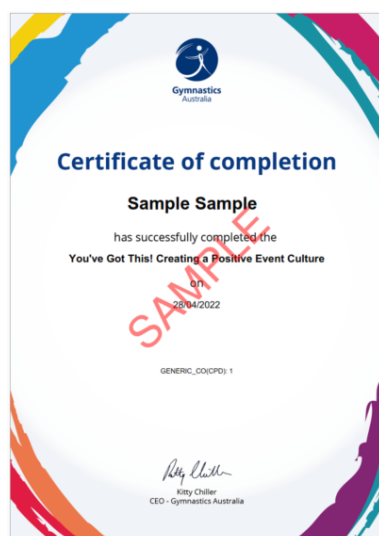 Gymnastics
Australia
Certificate of completion
Sample Sample
has successfully completed the
You've Got This! Creating a Positive Event Culture
on
28/04/2022
SAMPLE
GENERIC_CO(CPD): 1
Kitty Chiller
CEO - Gymnastics Australia